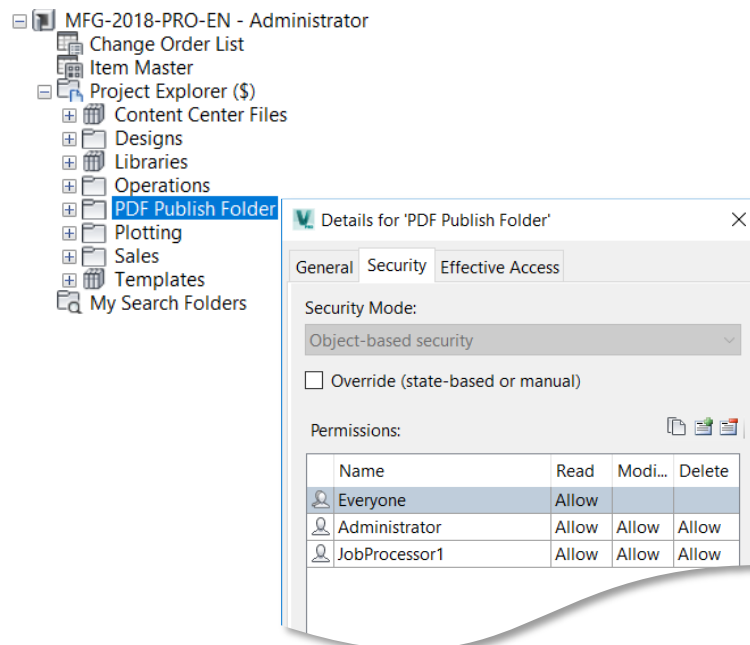 MFG-2018-PRO-EN - Administrator
Change Order List
Item Master
Project Explorer ($)
Content Center Files
Designs
Libraries
Operations
PDF Publish Folder
Plotting
Sales
Templates
My Search Folders
Details for 'PDF Publish Folder'
General Security Effective Access
Security Mode:
Object-based security
Override (state-based or manual)
Permissions:
Name Read Modi... Delete
Everyone Allow
Administrator Allow Allow Allow
JobProcessor1 Allow Allow Allow